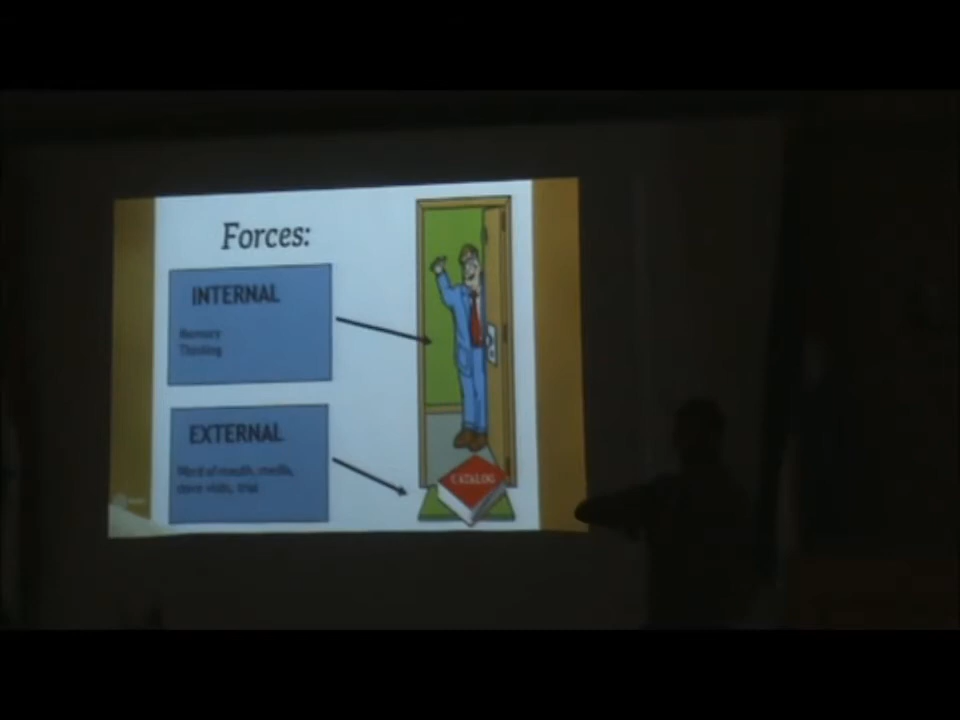 Forces:
INTERNAL
Memory
Thinking
EXTERNAL
Word of mouth, media,
store visits, trial
CATALOG